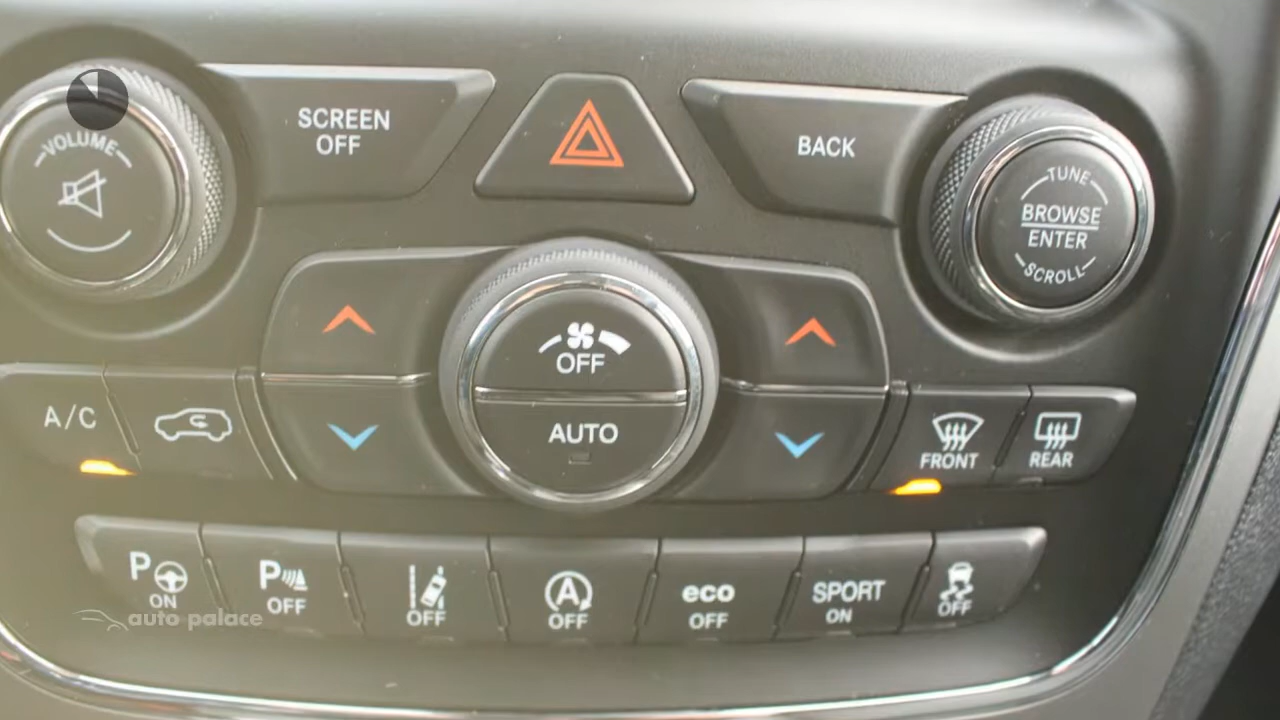 VOLUME
SCREEN
OFF
BACK
TUNE
BROWSE
ENTER
SCROLL
OFF
AUTO
A/C
FRONT
REAR
P
ON
P
OFF
OFF
A
OFF
eco
OFF
SPORT
ON
OFF
auto palace